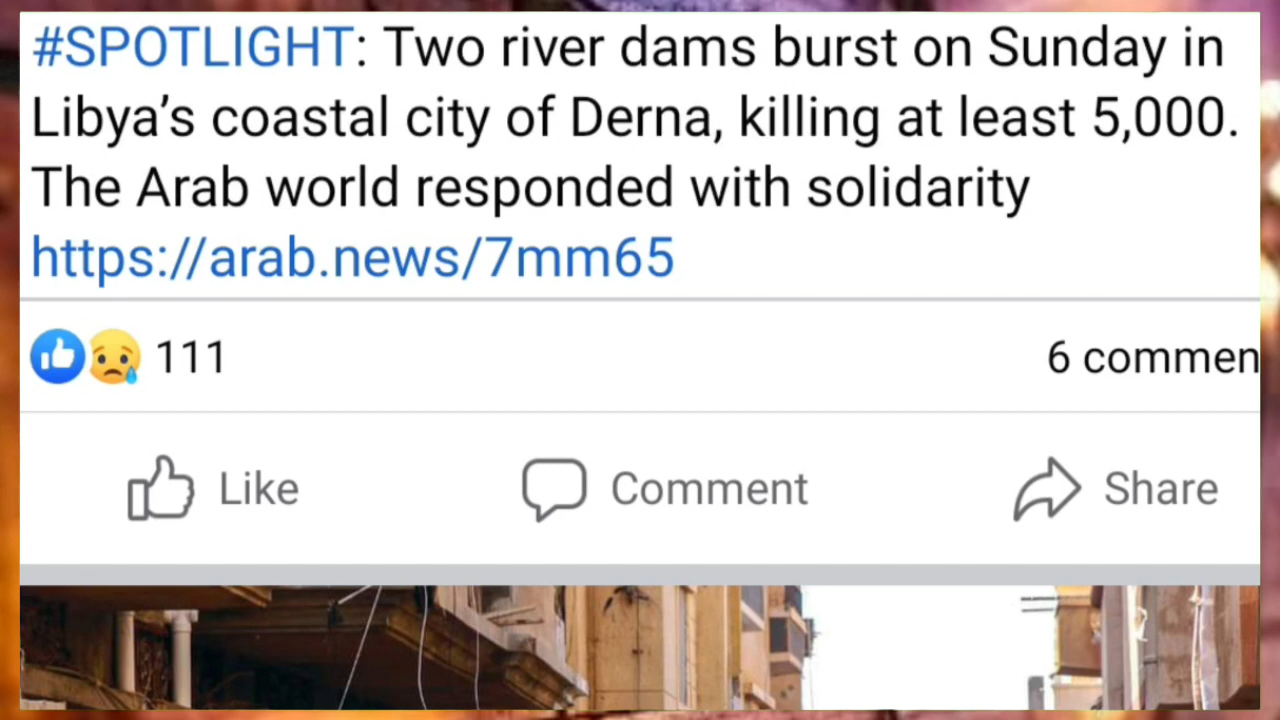 #SPOTLIGHT: Two river dams burst on Sunday in
Libya’s coastal city of Derna, killing at least 5,000.
The Arab world responded with solidarity
https://arab.news/7mm65
111
6 commen
Like
Comment
Share